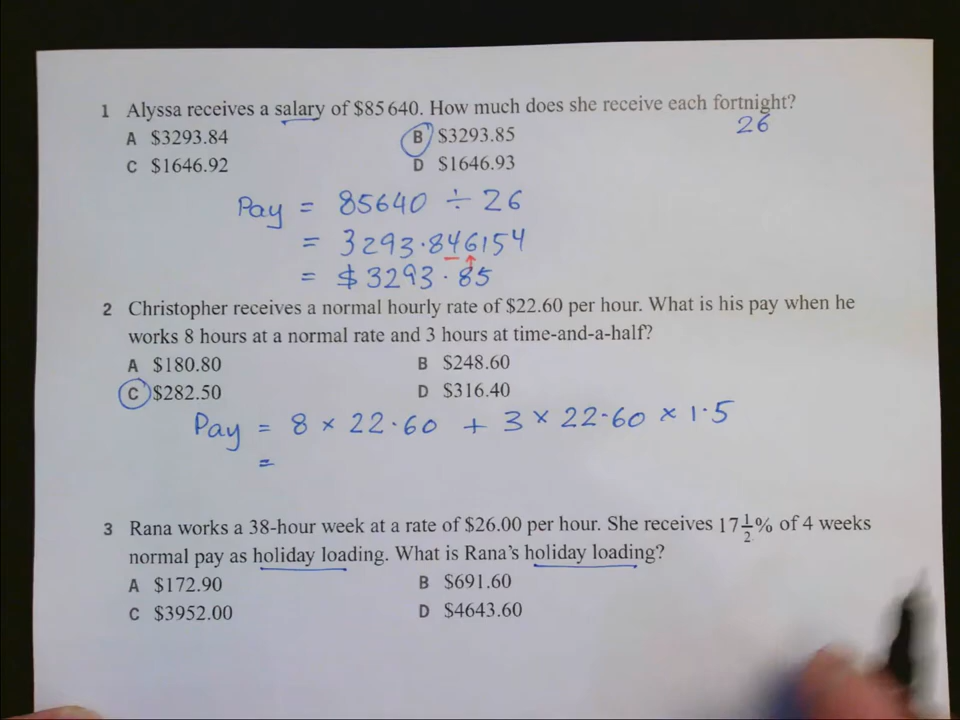 1 Alyssa receives a salary of $85 640. How much does she receive each fortnight?
26
A $3293.84 B $3293.85
C $1646.92 D $1646.93
Pay = 85640 ÷ 26
= 3293.846154
= $3293.85
2 Christopher receives a normal hourly rate of $22.60 per hour. What is his pay when he
works 8 hours at a normal rate and 3 hours at time-and-a-half?
A $180.80 B $248.60
C $282.50 D $316.40
Pay = 8 × 22.60 + 3 × 22.60 × 1.5
=
3 Rana works a 38-hour week at a rate of $26.00 per hour. She receives 17 1/2% of 4 weeks
normal pay as holiday loading. What is Rana's holiday loading?
A $172.90 B $691.60
C $3952.00 D $4643.60